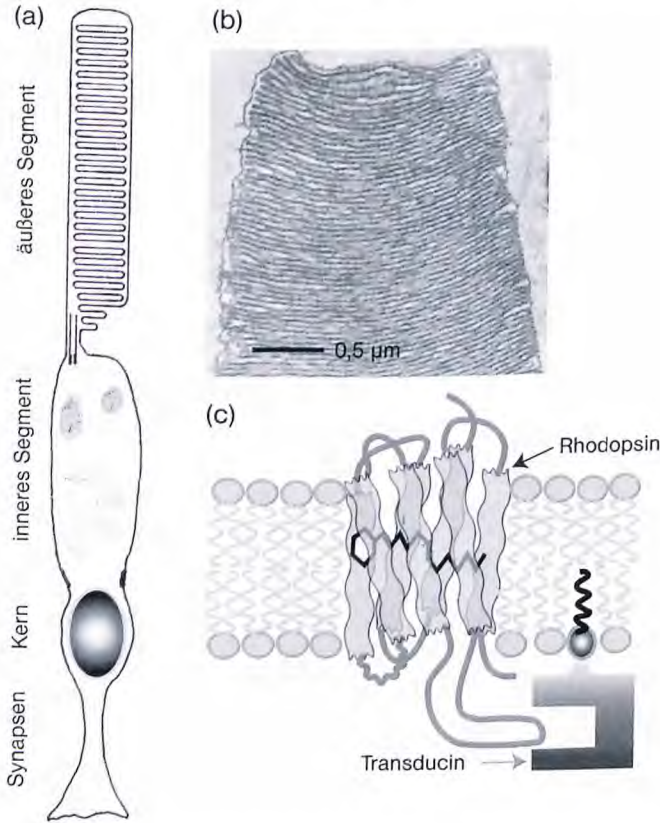 (a)
äußeres Segment
inneres Segment
Kern
Synapsen
(b)
0,5 µm
(c)
Rhodopsin
Transducin